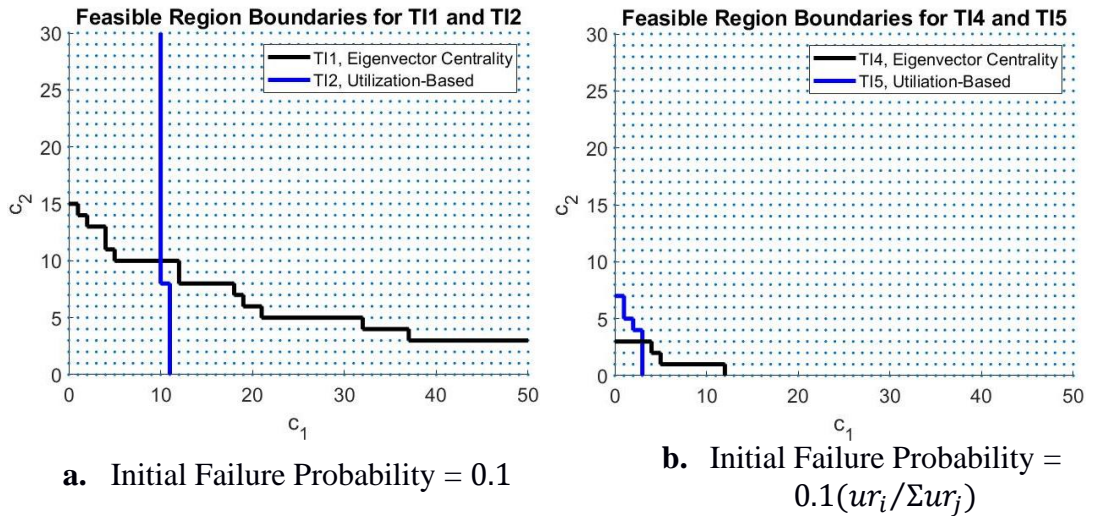 Feasible Region Boundaries for TI1 and TI2
30
25
20
15
10
5
0
c2
TI1, Eigenvector Centrality
TI2, Utilization-Based
0 10 20 30 40 50
c1
a. Initial Failure Probability = 0.1
Feasible Region Boundaries for TI4 and TI5
30
25
20
15
10
5
0
c2
TI4, Eigenvector Centrality
TI5, Utiliation-Based
0 10 20 30 40 50
c1
b. Initial Failure Probability =
0.1(uri/Σurj)